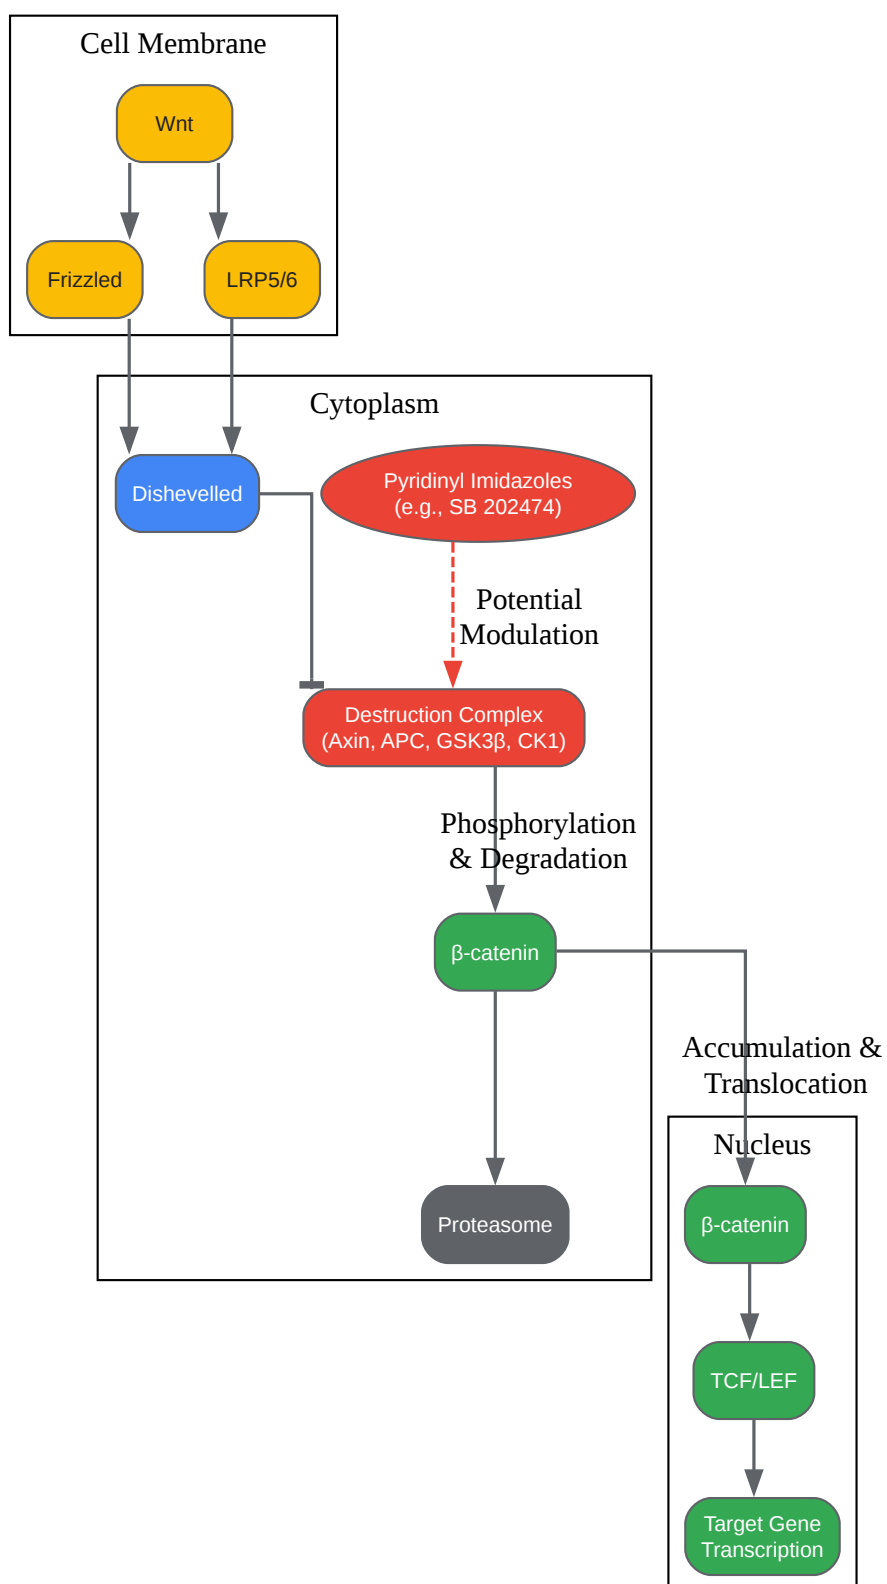 Cell Membrane
Wnt
Frizzled
LRP5/6
Cytoplasm
Dishevelled
Pyridinyl Imidazoles
(e.g., SB 202474)
Potential
Modulation
Destruction Complex
(Axin, APC, GSK3β, CK1)
Phosphorylation
& Degradation
β-catenin
Accumulation &
Translocation
Nucleus
Proteasome
β-catenin
TCF/LEF
Target Gene
Transcription